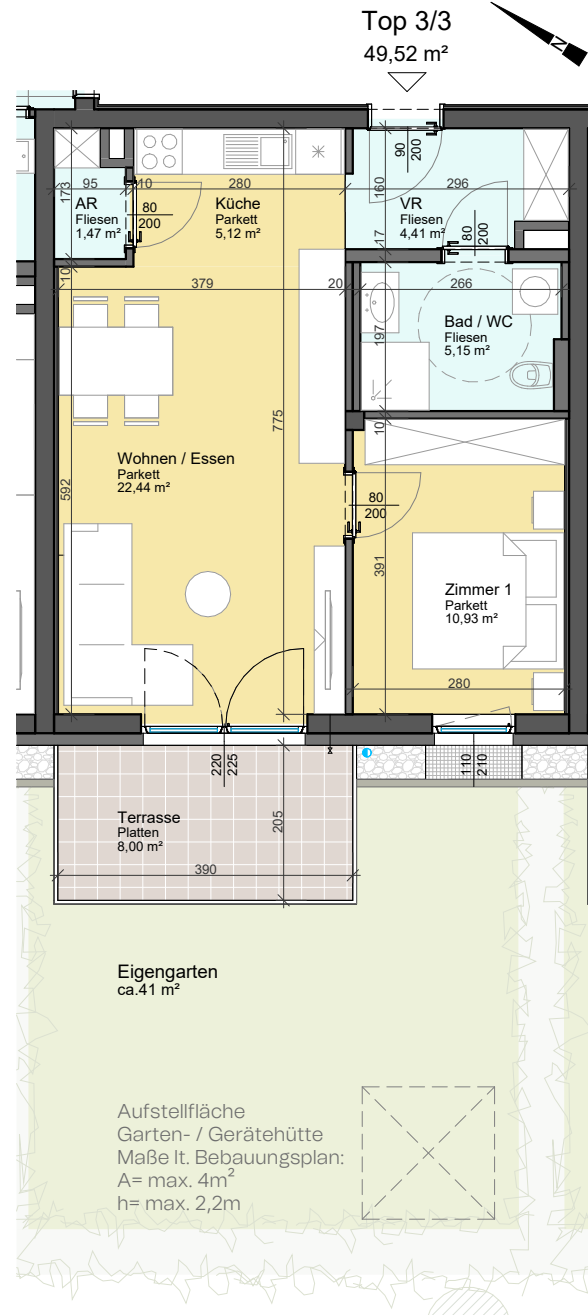 Top 3/3
49,52 m²
N
90
200
95
10
280
160
296
173
AR
Fliesen
1,47 m²
80
200
Küche
Parkett
5,12 m²
VR
Fliesen
4,41 m²
80
200
17
10
379
20
266
197
Bad / WC
Fliesen
5,15 m²
775
10
Wohnen / Essen
Parkett
22,44 m²
592
80
200
391
Zimmer 1
Parkett
10,93 m²
280
220
225
110
210
Terrasse
Platten
8,00 m²
205
390
Eigengarten
ca.41 m²
Aufstellfläche
Garten- / Gerätehütte
Maße lt. Bebauungsplan:
A= max. 4m²
h= max. 2,2m